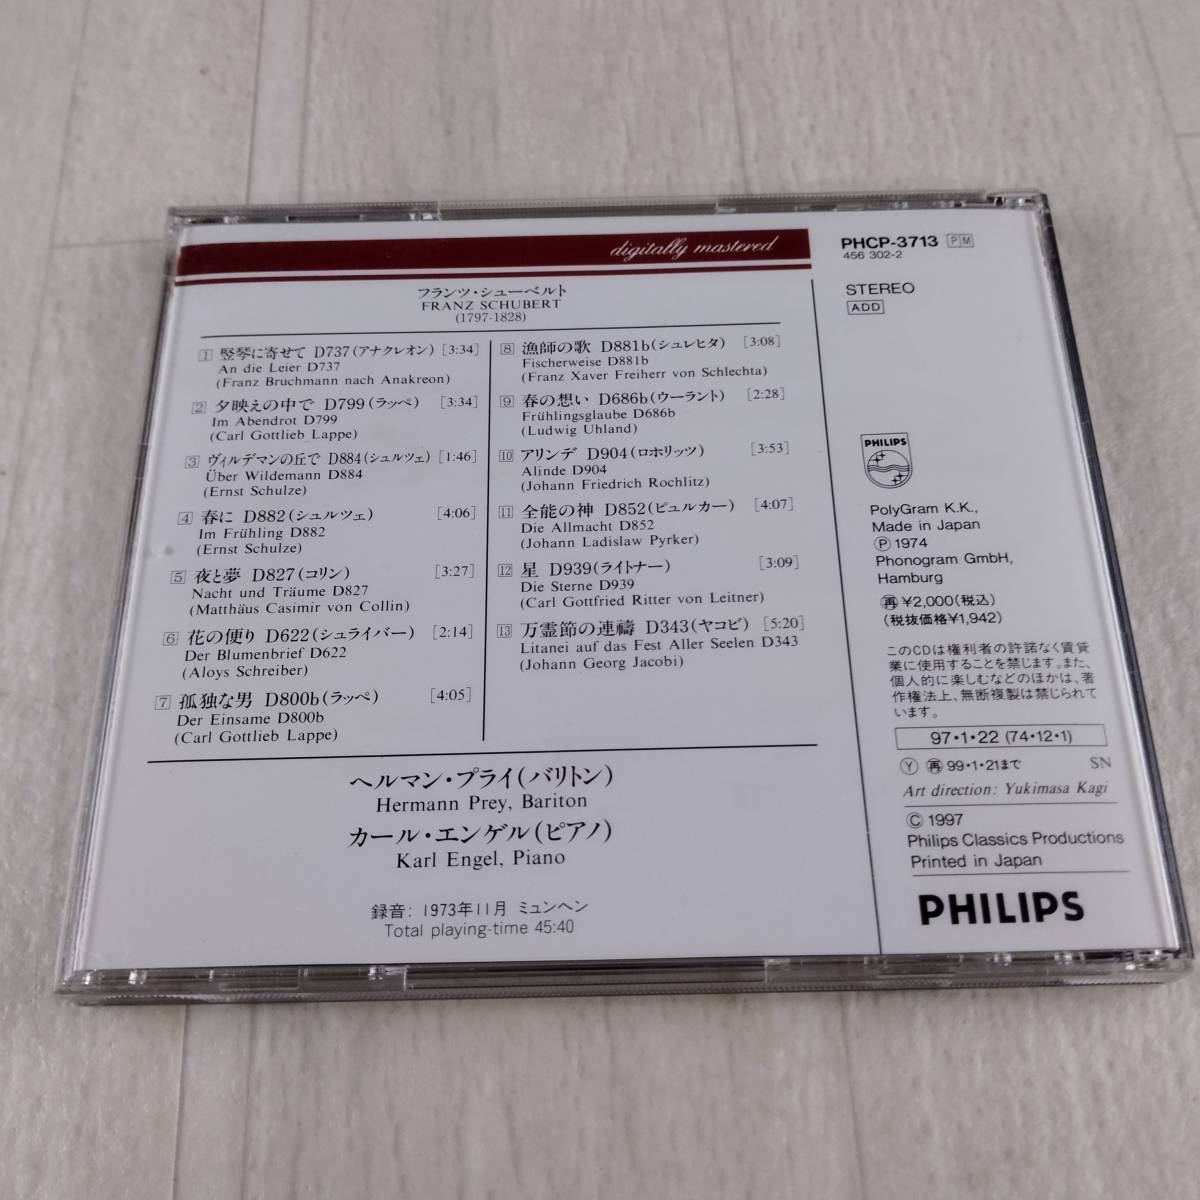 digitally mastered
フランツ・シューベルト
FRANZ SCHUBERT
(1797-1828)
1 竪琴に寄せて D737(アナクレオン) [3:34]
An die Leier D737
(Franz Bruchmann nach Anakreon)
2 夕映えの中で D799(ラッペ) [3:34]
Im Abendrot D799
(Carl Gottlieb Lappe)
3 ヴィルデマンの丘で D884(シュルツェ) [1:46]
Über Wildemann D884
(Ernst Schulze)
4 春に D882(シュルツェ) [4:06]
Im Frühling D882
(Ernst Schulze)
5 夜と夢 D827(コリン) [3:27]
Nacht und Träume D827
(Matthäus Casimir von Collin)
6 花の便り D622(シュライバー) [2:14]
Der Blumenbrief D622
(Aloys Schreiber)
7 孤独な男 D800b(ラッペ) [4:05]
Der Einsame D800b
(Carl Gottlieb Lappe)
8 漁師の歌 D881b(シュレヒタ) [3:08]
Fischerweise D881b
(Franz Xaver Freiherr von Schlechta)
9 春の想い D686b(ウーラント) [2:28]
Frühlingsglaube D686b
(Ludwig Uhland)
10 アリンデ D904(ロホリッツ) [3:53]
Alinde D904
(Johann Friedrich Rochlitz)
11 全能の神 D852(ピュルカー) [4:07]
Die Allmacht D852
(Johann Ladislaw Pyrker)
12 星 D939(ライトナー) [3:09]
Die Sterne D939
(Carl Gottfried Ritter von Leitner)
13 万霊節の連禱 D343(ヤコビ) [5:20]
Litanei auf das Fest Aller Seelen D343
(Johann Georg Jacobi)
ヘルマン・プライ(バリトン)
Hermann Prey, Bariton
カール・エンゲル(ピアノ)
Karl Engel, Piano
録音: 1973年11月 ミュンヘン
Total playing-time 45:40
PHCP-3713 PM
456 302-2
STEREO
ADD
PHILIPS
PolyGram K.K.,
Made in Japan
Ⓟ 1974
Phonogram GmbH,
Hamburg
㊢ ¥2,000(税込)
(税抜価格¥1,942)
このCDは権利者の許諾なく賃貸
業に使用することを禁じます。また、
個人的に楽しむなどのほかは、著
作権法上、無断複製は禁じられて
います。
97・1・22 (74・12・1)
Ⓨ 再 99・1・21まで SN
Art direction: Yukimasa Kagi
© 1997
Philips Classics Productions
Printed in Japan
PHILIPS